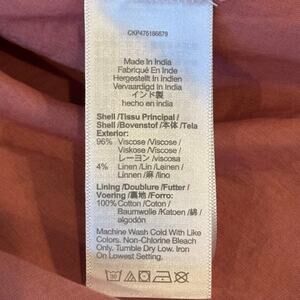 CKP475186679
Made In India
Fabriqué En Inde
Hergestellt In Indien
Vervaardigd In India
インド製
hecho en india
Shell /Tissu Principal /
Shell /Bovenstof /本体 /Tela
Exterior:
96% Viscose /Viscose /
Viskose /Viscose /
レーヨン /viscosa
4% Linen /Lin /Leinen /
Linnen /麻 /lino
Lining /Doublure /Futter /
Voering /裏地 /Forro:
100% Cotton /Coton /
Baumwolle /Katoen /綿 /
algodón
Machine Wash Cold With Like
Colors. Non-Chlorine Bleach
Only. Tumble Dry Low. Iron
On Lowest Setting.